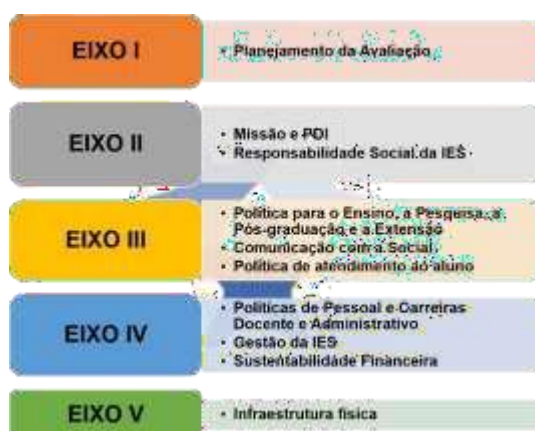 EIXO I
• Planejamento da Avaliação
EIXO II
• Missão e PDI
• Responsabilidade Social da IES
EIXO III
• Política para o Ensino, a Pesquisa, a
Pós-graduação e a Extensão
• Comunicação com a Social
• Política de atendimento ao aluno
EIXO IV
• Políticas de Pessoal e Carreiras
Docente e Administrativo
• Gestão da IES
• Sustentabilidade Financeira
EIXO V
• Infraestrutura física